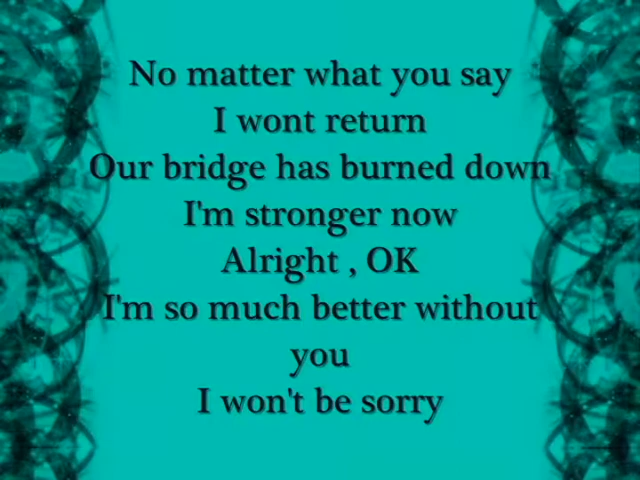 No matter what you say
I wont return
Our bridge has burned down
I'm stronger now
Alright , OK
I'm so much better without
you
I won't be sorry